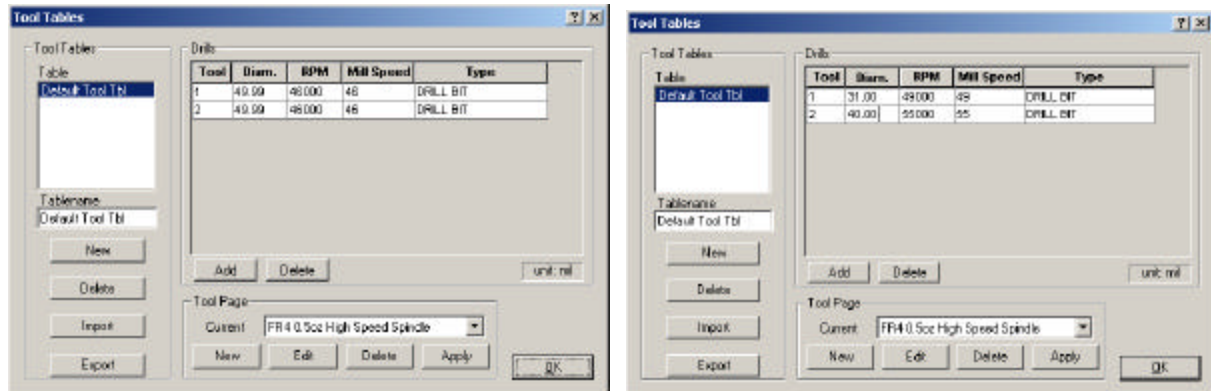 Tool Tables
Tool Tables
Table
Default Tool Tbl
Tablename
Default Tool Tbl
New
Delete
Import
Export
Drills
Tool Diam. RPM Mill Speed Type
1 49.99 46000 46 DRILL BIT
2 49.99 46000 46 DRILL BIT
Add Delete unit: mil
Tool Page
Current FR4 0.5oz High Speed Spindle
New Edit Delete Apply
OK
Tool Tables
Tool Tables
Table
Default Tool Tbl
Tablename
Default Tool Tbl
New
Delete
Import
Export
Drills
Tool Diam. RPM Mill Speed Type
1 31.00 49000 49 DRILL BIT
2 40.00 55000 55 DRILL BIT
Add Delete unit: mil
Tool Page
Current FR4 0.5oz High Speed Spindle
New Edit Delete Apply
OK